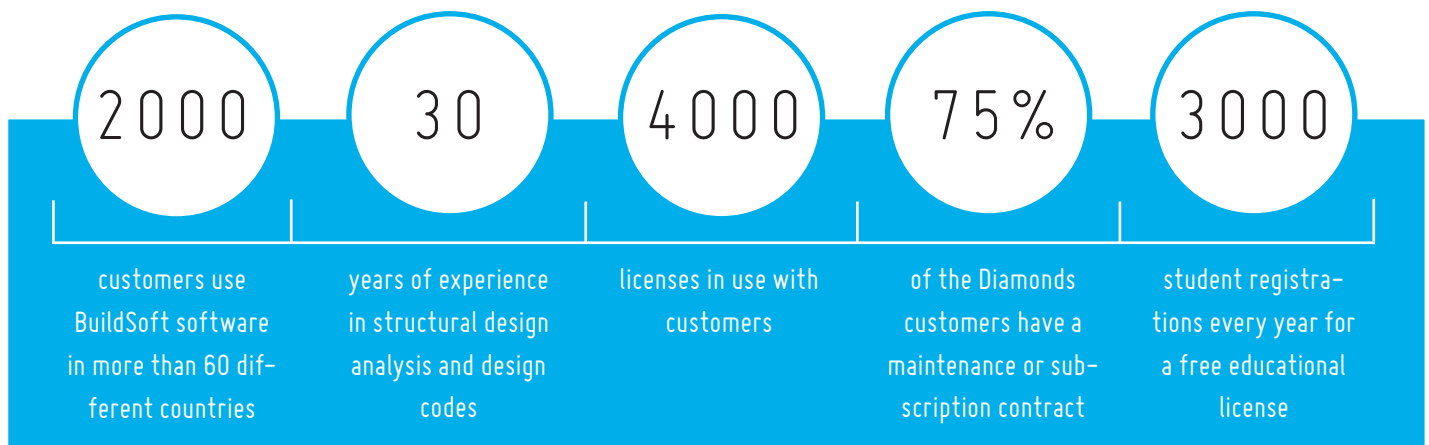 2000
customers use
BuildSoft software
in more than 60 dif-
ferent countries
30
years of experience
in structural design
analysis and design
codes
4000
licenses in use with
customers
75%
of the Diamonds
customers have a
maintenance or sub-
scription contract
3000
student registra-
tions every year for
a free educational
license